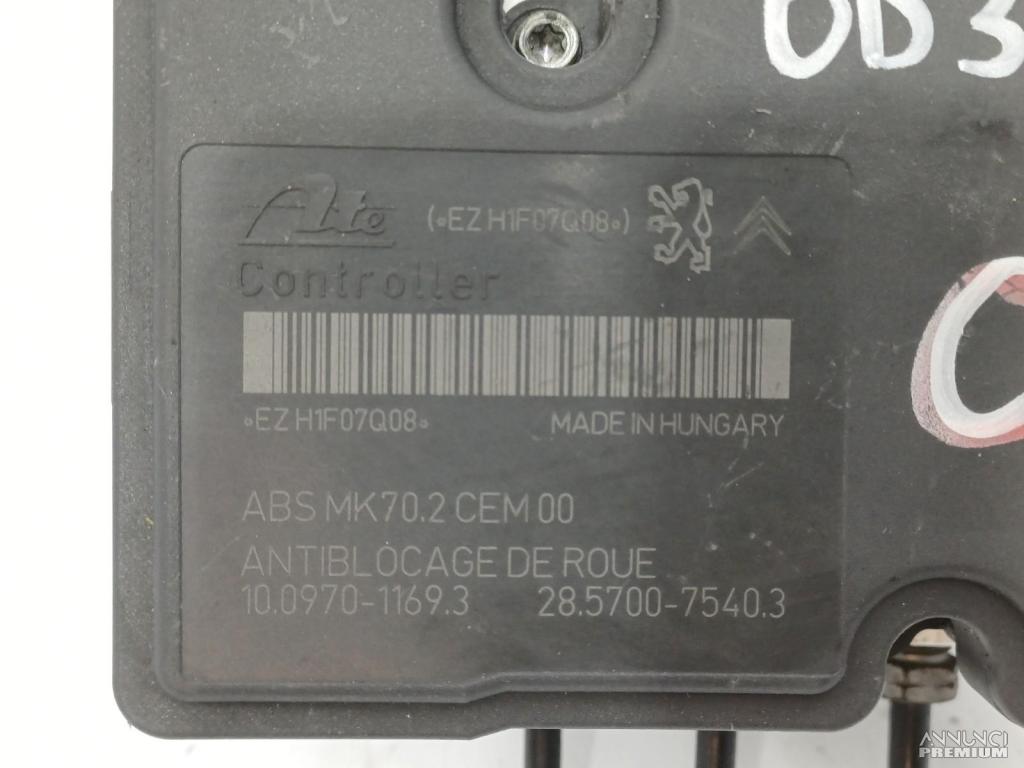 OD3
Ate (*EZ H1F07Q08*)
Controller
*EZ H1F07Q08* MADE IN HUNGARY
ABS MK70.2 CEM 00
ANTIBLOCAGE DE ROUE
10.0970-1169.3 28.5700-7540.3
ANNUNCI
PREMIUM